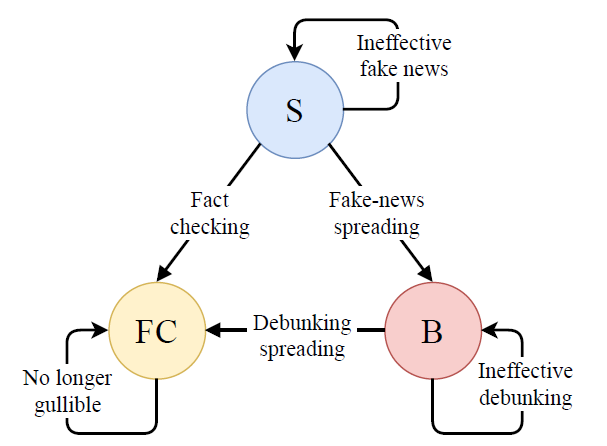 Ineffective
fake news
S
Fact
checking
Fake-news
spreading
FC
Debunking
spreading
B
No longer
gullible
Ineffective
debunking